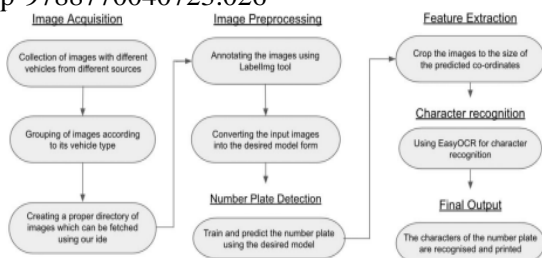 p-9788770040723.026
Image Acquisition
Collection of images with different
vehicles from different sources
Grouping of images according
to its vehicle type
Creating a proper directory of
images which can be fetched
using our ide
Image Preprocessing
Annotating the images using
LabelImg tool
Converting the input images
into the desired model form
Number Plate Detection
Train and predict the number plate
using the desired model
Feature Extraction
Crop the images to the size of
the predicted co-ordinates
Character recognition
Using EasyOCR for character
recognition
Final Output
The characters of the number plate
are recognised and printed